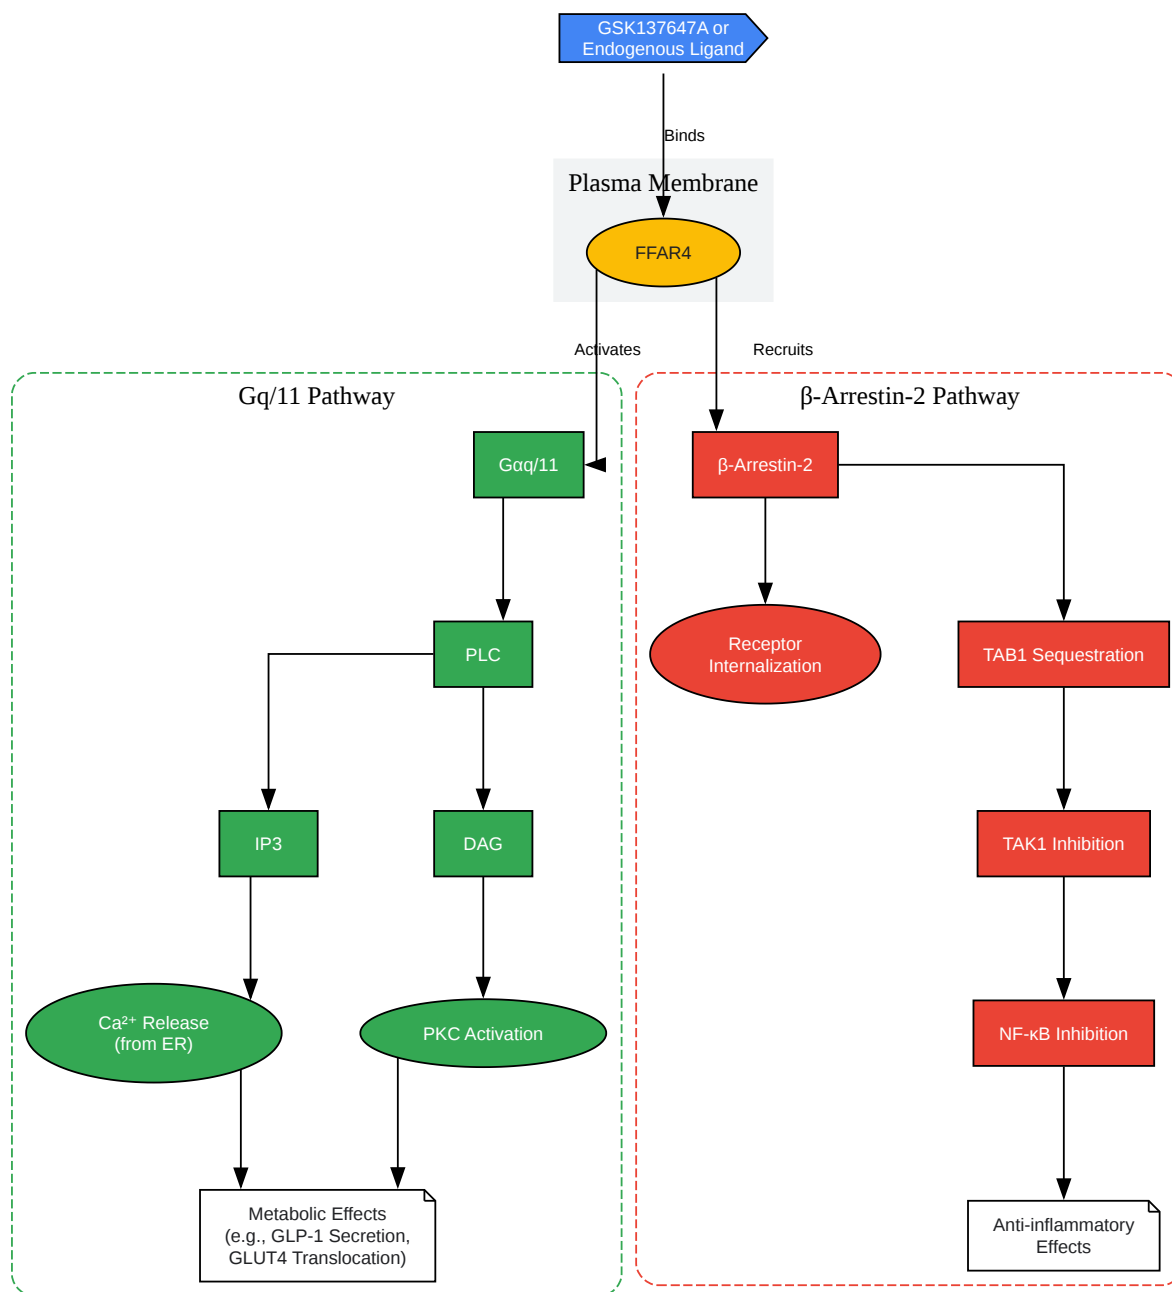 GSK137647A or
Endogenous Ligand
Binds
Plasma Membrane
FFAR4
Activates
Recruits
Gq/11 Pathway
β-Arrestin-2 Pathway
Gαq/11
β-Arrestin-2
PLC
Receptor
Internalization
TAB1 Sequestration
IP3
DAG
TAK1 Inhibition
Ca²⁺ Release
(from ER)
PKC Activation
NF-κB Inhibition
Metabolic Effects
(e.g., GLP-1 Secretion,
GLUT4 Translocation)
Anti-inflammatory
Effects